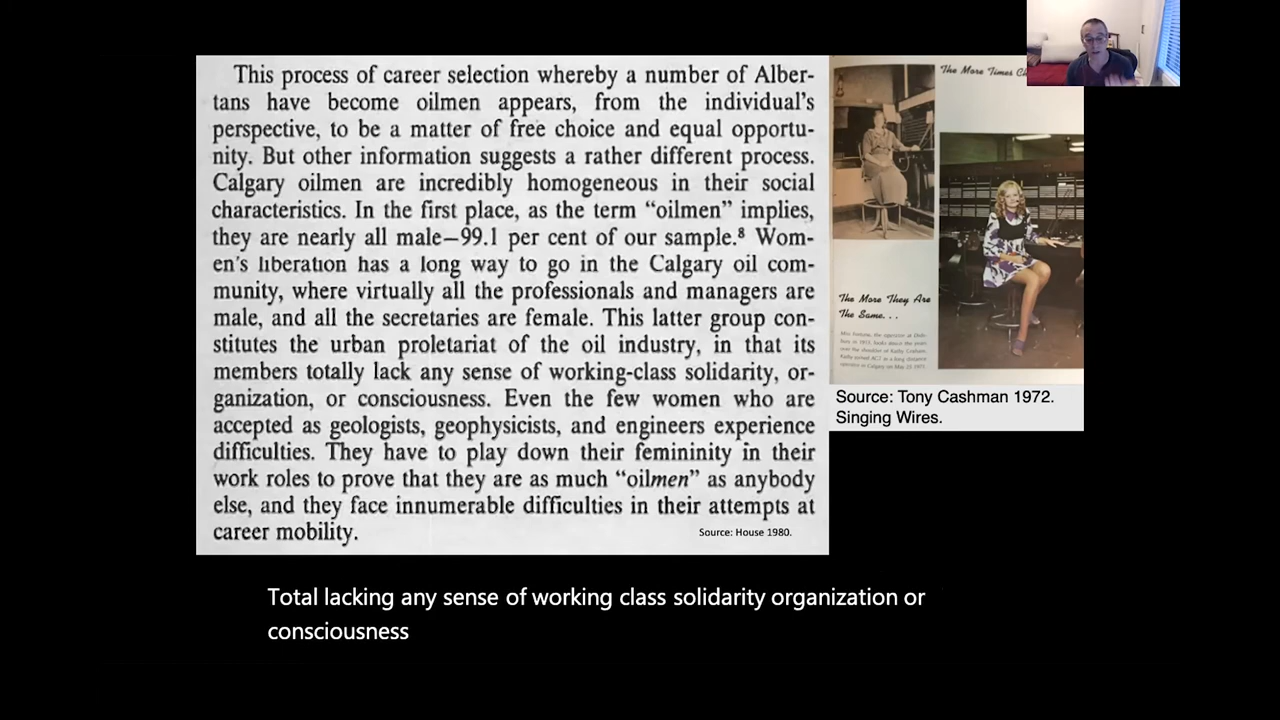 This process of career selection whereby a number of Alber-
tans have become oilmen appears, from the individual's
perspective, to be a matter of free choice and equal opportu-
nity. But other information suggests a rather different process.
Calgary oilmen are incredibly homogeneous in their social
characteristics. In the first place, as the term “oilmen” implies,
they are nearly all male—99.1 per cent of our sample.⁸ Wom-
en's liberation has a long way to go in the Calgary oil com-
munity, where virtually all the professionals and managers are
male, and all the secretaries are female. This latter group con-
stitutes the urban proletariat of the oil industry, in that its
members totally lack any sense of working-class solidarity, or-
ganization, or consciousness. Even the few women who are
accepted as geologists, geophysicists, and engineers experience
difficulties. They have to play down their femininity in their
work roles to prove that they are as much “oilmen” as anybody
else, and they face innumerable difficulties in their attempts at
career mobility.
Source: House 1980.
The More Times
The More They Are
The Same...
Source: Tony Cashman 1972.
Singing Wires.
Total lacking any sense of working class solidarity organization or
consciousness